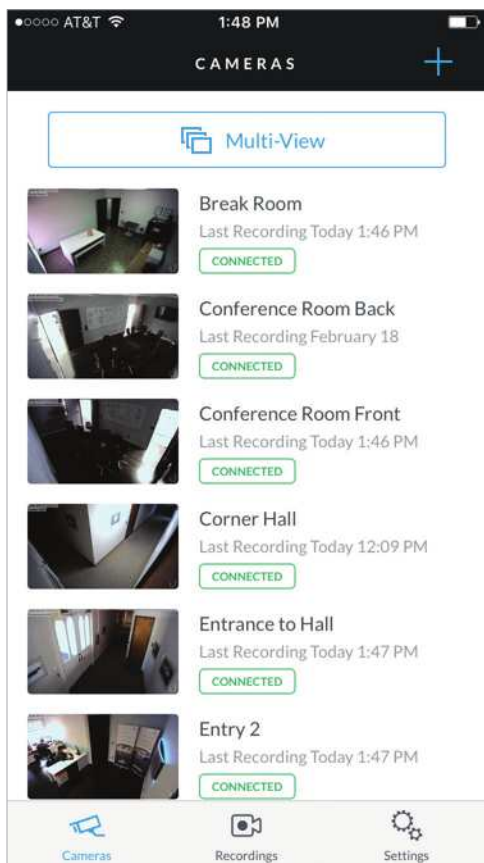 AT&T
1:48 PM
CAMERAS
Multi-View
Break Room
Last Recording Today 1:46 PM
CONNECTED
Conference Room Back
Last Recording February 18
CONNECTED
Conference Room Front
Last Recording Today 1:46 PM
CONNECTED
Corner Hall
Last Recording Today 12:09 PM
CONNECTED
Entrance to Hall
Last Recording Today 1:47 PM
CONNECTED
Entry 2
Last Recording Today 1:47 PM
CONNECTED
Cameras
Recordings
Settings